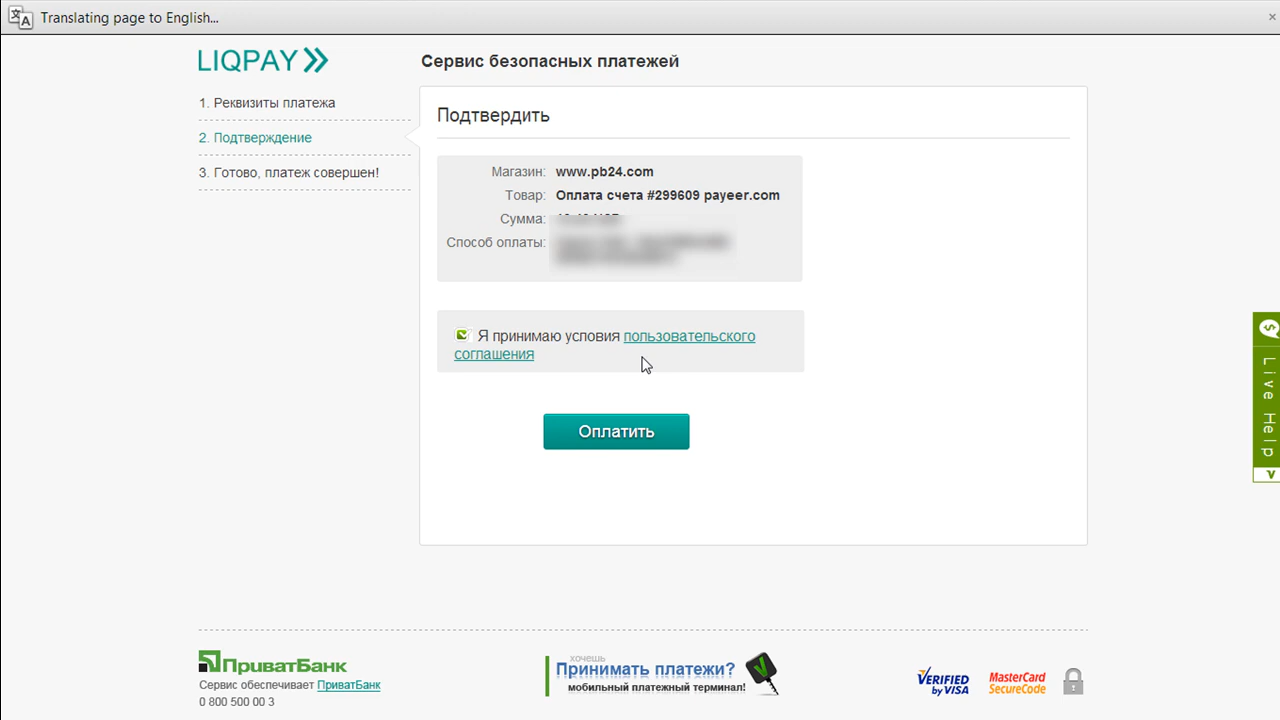 Translating page to English...
LIQPAY
Сервис безопасных платежей
1. Реквизиты платежа
2. Подтверждение
3. Готово, платеж совершен!
Подтвердить
Магазин: www.pb24.com
Товар: Оплата счета #299609 payeer.com
Сумма:
Способ оплаты:
Я принимаю условия пользовательского
соглашения
Оплатить
Live Help
ПриватБанк
Сервис обеспечивает ПриватБанк
0 800 500 00 3
хочешь
Принимать платежи?
мобильный платежный терминал!
VERIFIED
by VISA
MasterCard
SecureCode